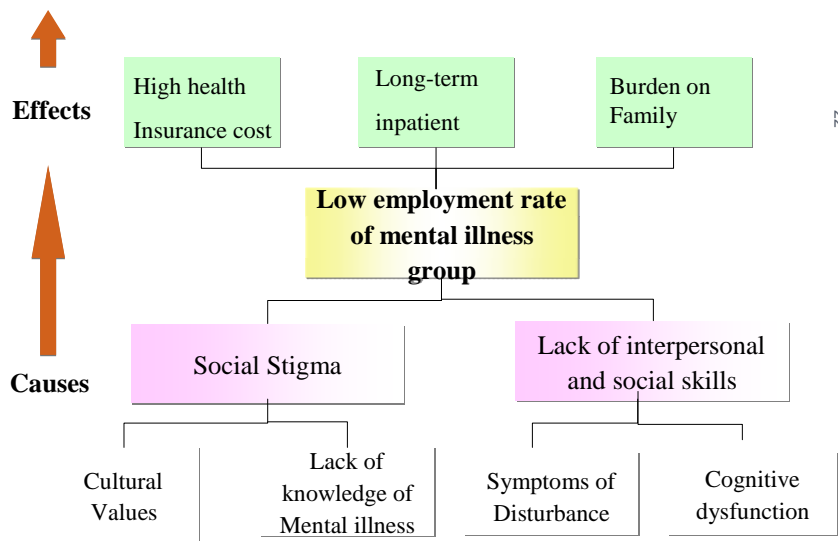 High health
Insurance cost
Long-term
inpatient
Burden on
Family
Effects
22
Low employment rate
of mental illness
group
Social Stigma
Lack of interpersonal
and social skills
Causes
Cultural
Values
Lack of
knowledge of
Mental illness
Symptoms of
Disturbance
Cognitive
dysfunction